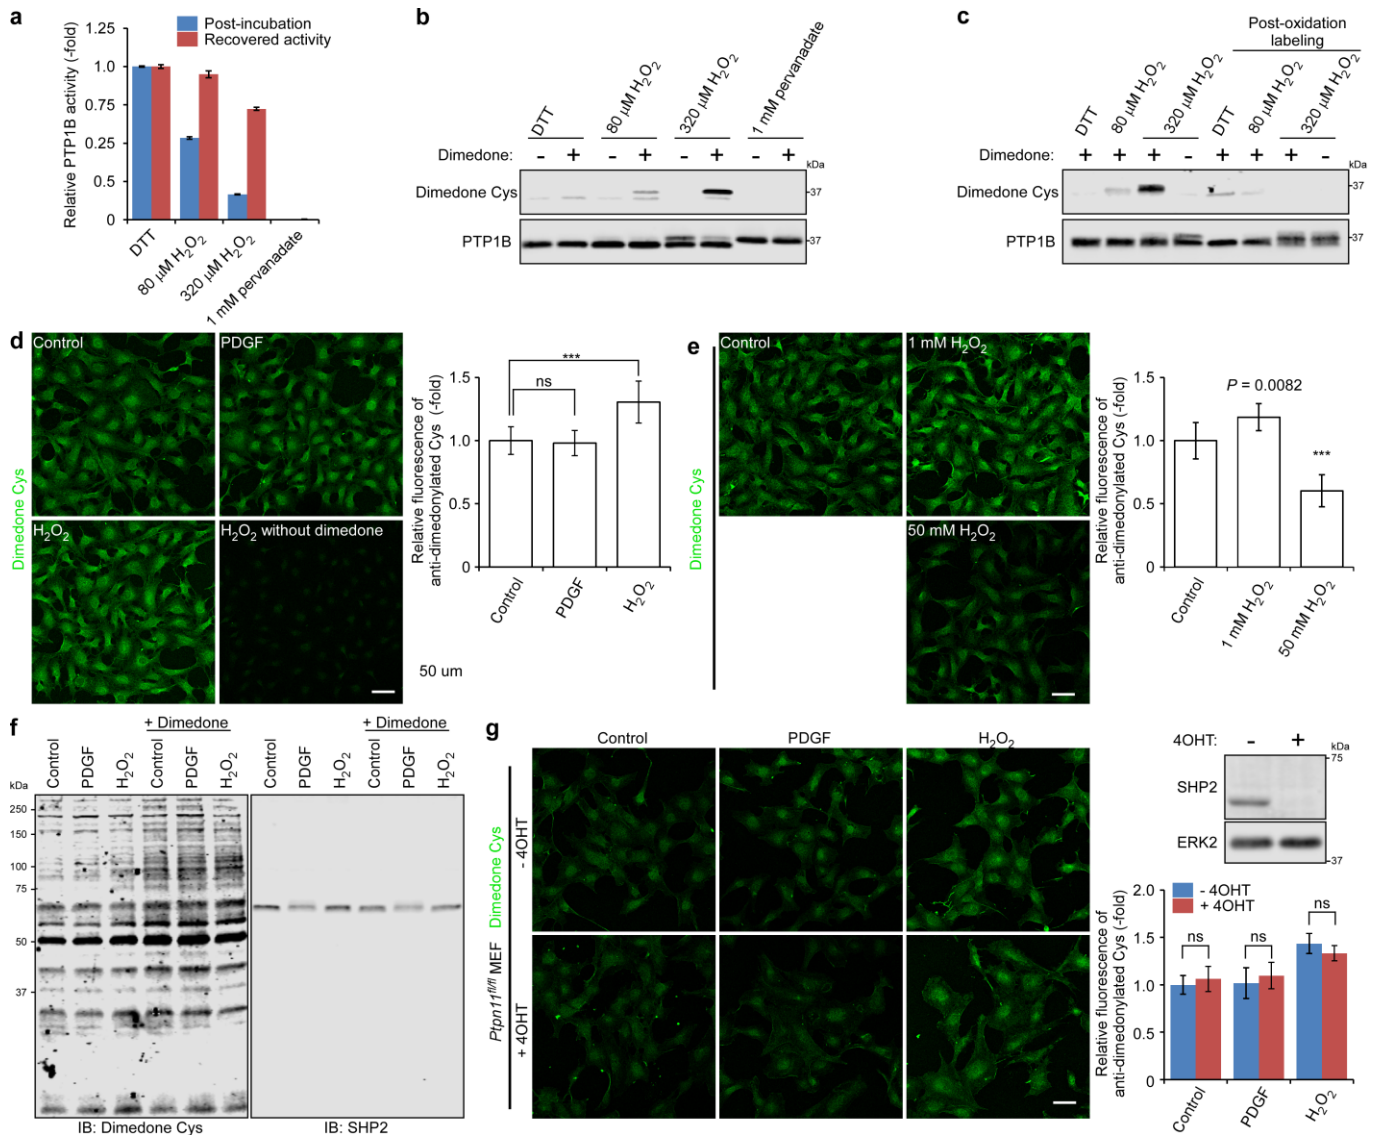 a
Relative PTP1B activity (-fold)
1.25
1.0
0.75
0.25
0.5
0
Post-incubation
Recovered activity
DTT
80 µM H₂O₂
320 µM H₂O₂
1 mM pervanadate
b
DTT
80 µM H₂O₂
320 µM H₂O₂
1 mM pervanadate
Dimedone: - + - + - + - +
kDa
Dimedone Cys
-37
PTP1B
-37
c
Post-oxidation
labeling
DTT
80 µM H₂O₂
320 µM H₂O₂
DTT
80 µM H₂O₂
320 µM H₂O₂
Dimedone: + + + - + + + -
kDa
Dimedone Cys
-37
PTP1B
-37
d
Dimedone Cys
Control
PDGF
H₂O₂
H₂O₂ without dimedone
Relative fluorescence of
anti-dimedonylated Cys (-fold)
1.5
1.0
0.5
0
***
ns
Control
PDGF
H₂O₂
50 um
e
Dimedone Cys
Control
1 mM H₂O₂
50 mM H₂O₂
Relative fluorescence of
anti-dimedonylated Cys (-fold)
1.5
1.0
0.5
0
P = 0.0082
***
Control
1 mM H₂O₂
50 mM H₂O₂
f
+ Dimedone
+ Dimedone
Control
PDGF
H₂O₂
Control
PDGF
H₂O₂
Control
PDGF
H₂O₂
Control
PDGF
H₂O₂
kDa
250
150
100
75
50
37
IB: Dimedone Cys
IB: SHP2
g
Control
PDGF
H₂O₂
Dimedone Cys
- 4OHT
Ptpn11fl/fl MEF
+ 4OHT
4OHT: - +
kDa
-75
SHP2
ERK2
-37
Relative fluorescence of
anti-dimedonylated Cys (-fold)
2.0
1.5
1.0
0.5
0
- 4OHT
+ 4OHT
ns
ns
ns
Control
PDGF
H₂O₂